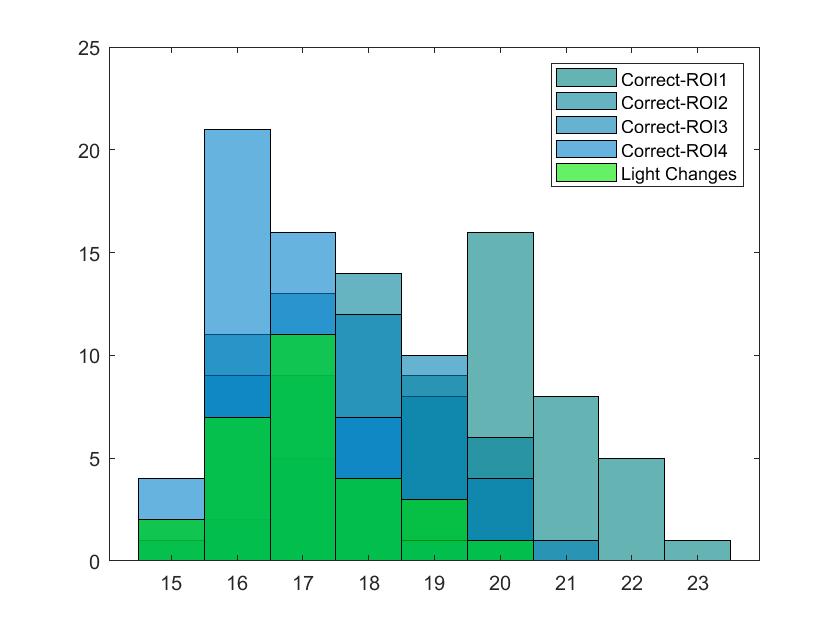 25
20
15
10
5
0
Correct-ROI1
Correct-ROI2
Correct-ROI3
Correct-ROI4
Light Changes
15 16 17 18 19 20 21 22 23